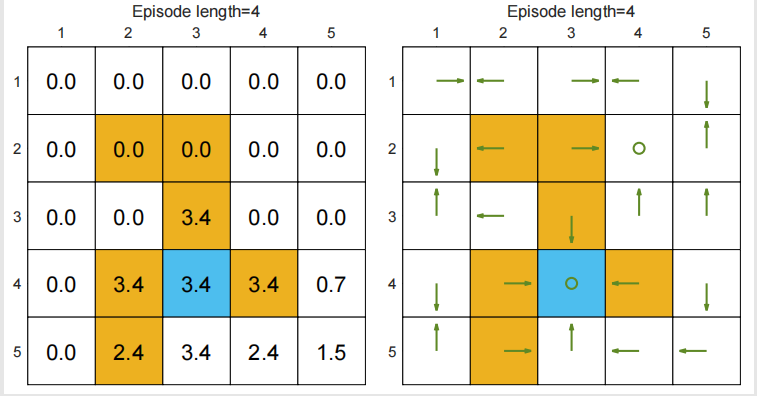 Episode length=4 Episode length=4
1 2 3 4 5 1 2 3 4 5
1 0.0 0.0 0.0 0.0 0.0 1
2 0.0 0.0 0.0 0.0 0.0 2
3 0.0 0.0 3.4 0.0 0.0 3
4 0.0 3.4 3.4 3.4 0.7 4
5 0.0 2.4 3.4 2.4 1.5 5